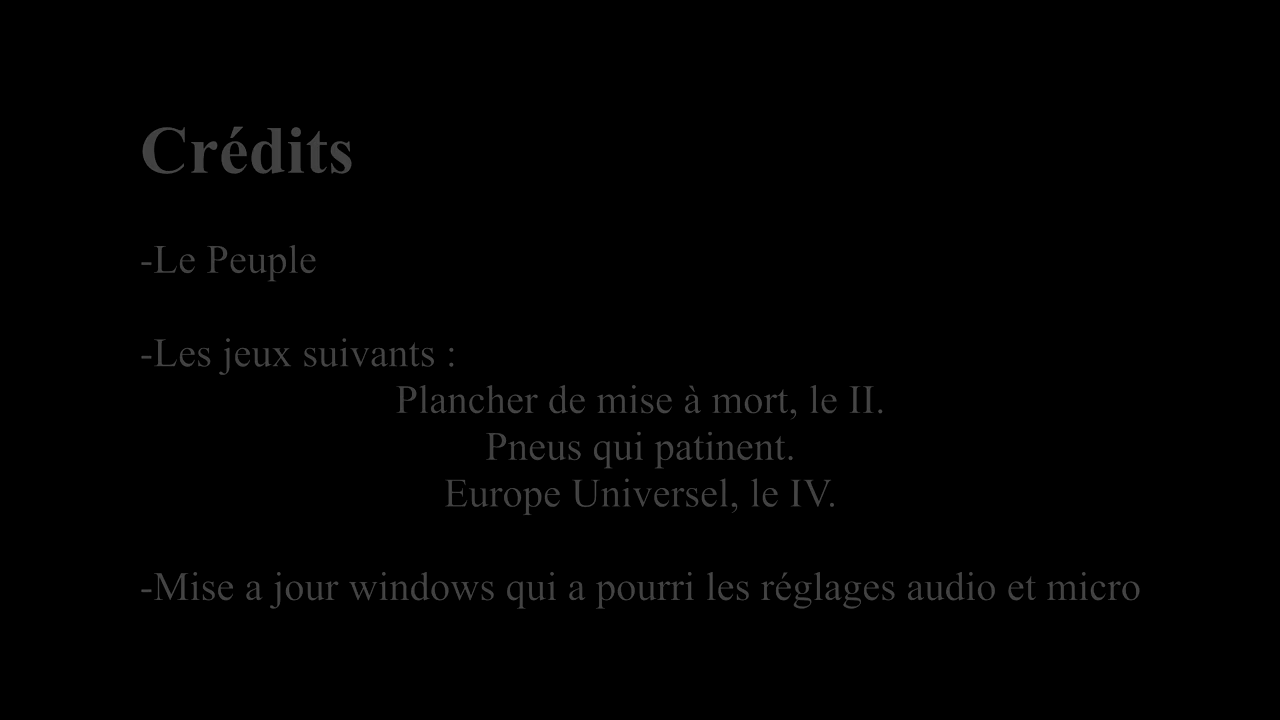 Crédits
-Le Peuple
-Les jeux suivants :
Plancher de mise à mort, le II.
Pneus qui patinent.
Europe Universel, le IV.
-Mise a jour windows qui a pourri les réglages audio et micro